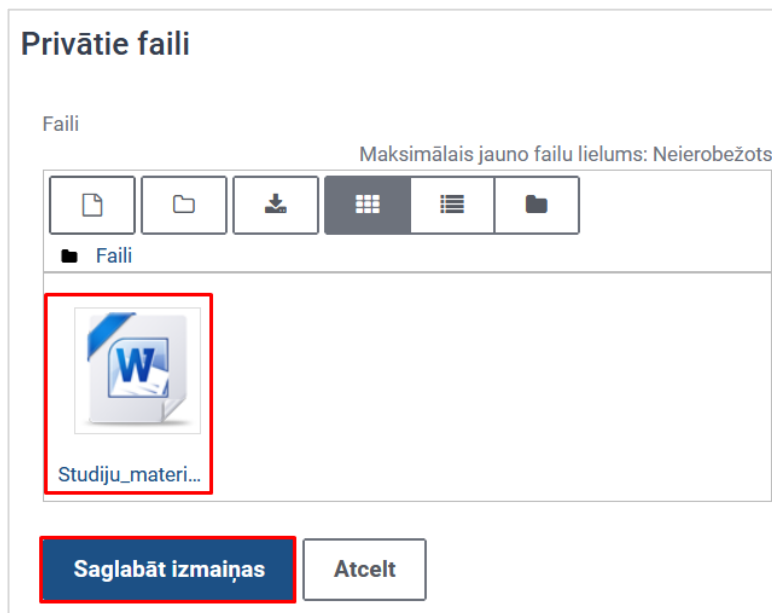 Privātie faili
Faili
Maksimālais jauno failu lielums: Neierobežots
Faili
W
Studiju_materi...
Saglabāt izmaiņas
Atcelt